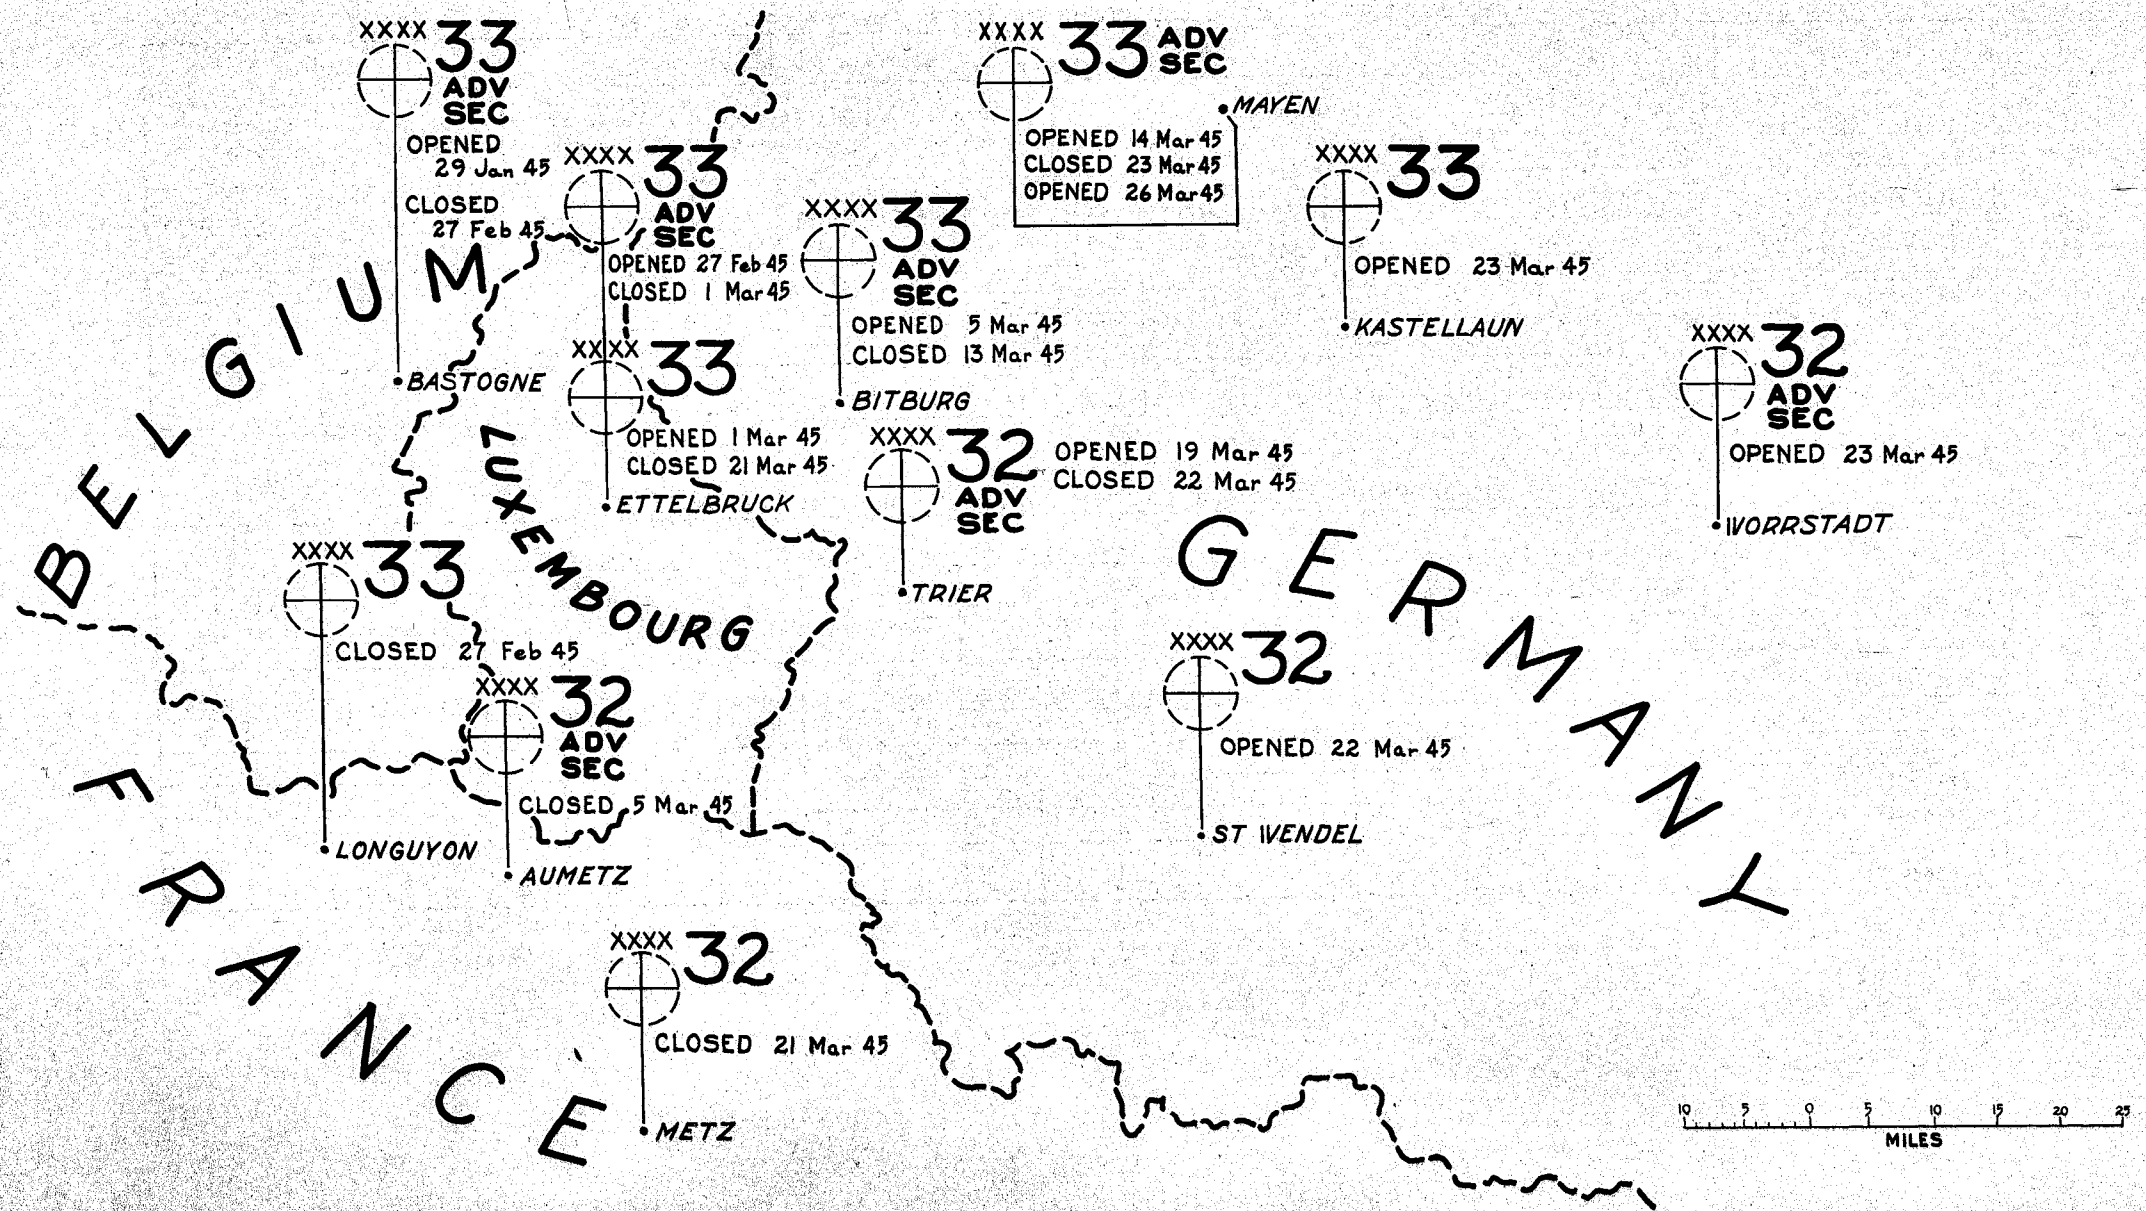 XXXX 33
ADV
SEC
OPENED
29 Jan 45
CLOSED
27 Feb 45
BASTOGNE
XXXX 33
ADV
SEC
OPENED 27 Feb 45
CLOSED 1 Mar 45
XXXX 33
OPENED 1 Mar 45
CLOSED 21 Mar 45
ETTELBRUCK
XXXX 33
ADV
SEC
OPENED 5 Mar 45
CLOSED 13 Mar 45
BITBURG
XXXX 33 ADV
SEC
MAYEN
OPENED 14 Mar 45
CLOSED 23 Mar 45
OPENED 26 Mar 45
XXXX 33
OPENED 23 Mar 45
KASTELLAUN
XXXX 32
ADV
SEC
OPENED 23 Mar 45
WORRSTADT
XXXX 32
ADV
SEC
OPENED 19 Mar 45
CLOSED 22 Mar 45
TRIER
BELGIUM
LUXEMBOURG
GERMANY
XXXX 33
CLOSED 27 Feb 45
LONGUYON
XXXX 32
ADV
SEC
CLOSED 5 Mar 45
AUMETZ
XXXX 32
OPENED 22 Mar 45
ST WENDEL
FRANCE
XXXX 32
CLOSED 21 Mar 45
METZ
10 5 0 5 10 15 20 25
MILES